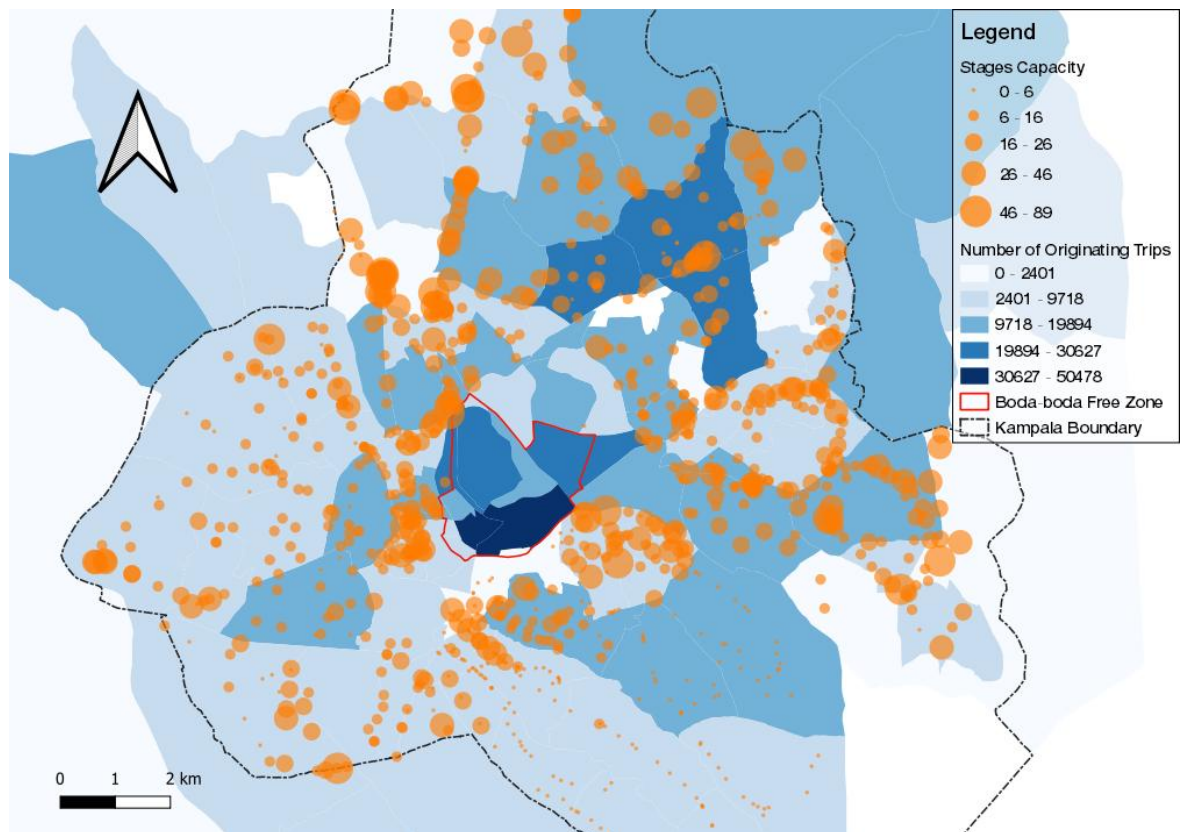 Legend
Stages Capacity
0 - 6
6 - 16
16 - 26
26 - 46
46 - 89
Number of Originating Trips
0 - 2401
2401 - 9718
9718 - 19894
19894 - 30627
30627 - 50478
Boda-boda Free Zone
Kampala Boundary
0 1 2 km